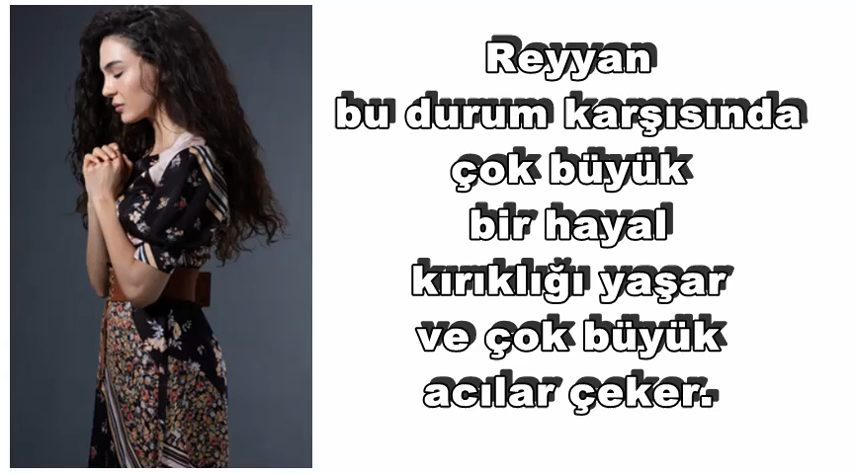 Reyyan
bu durum karşısında
çok büyük
bir hayal
kırıklığı yaşar
ve çok büyük
acılar çeker.